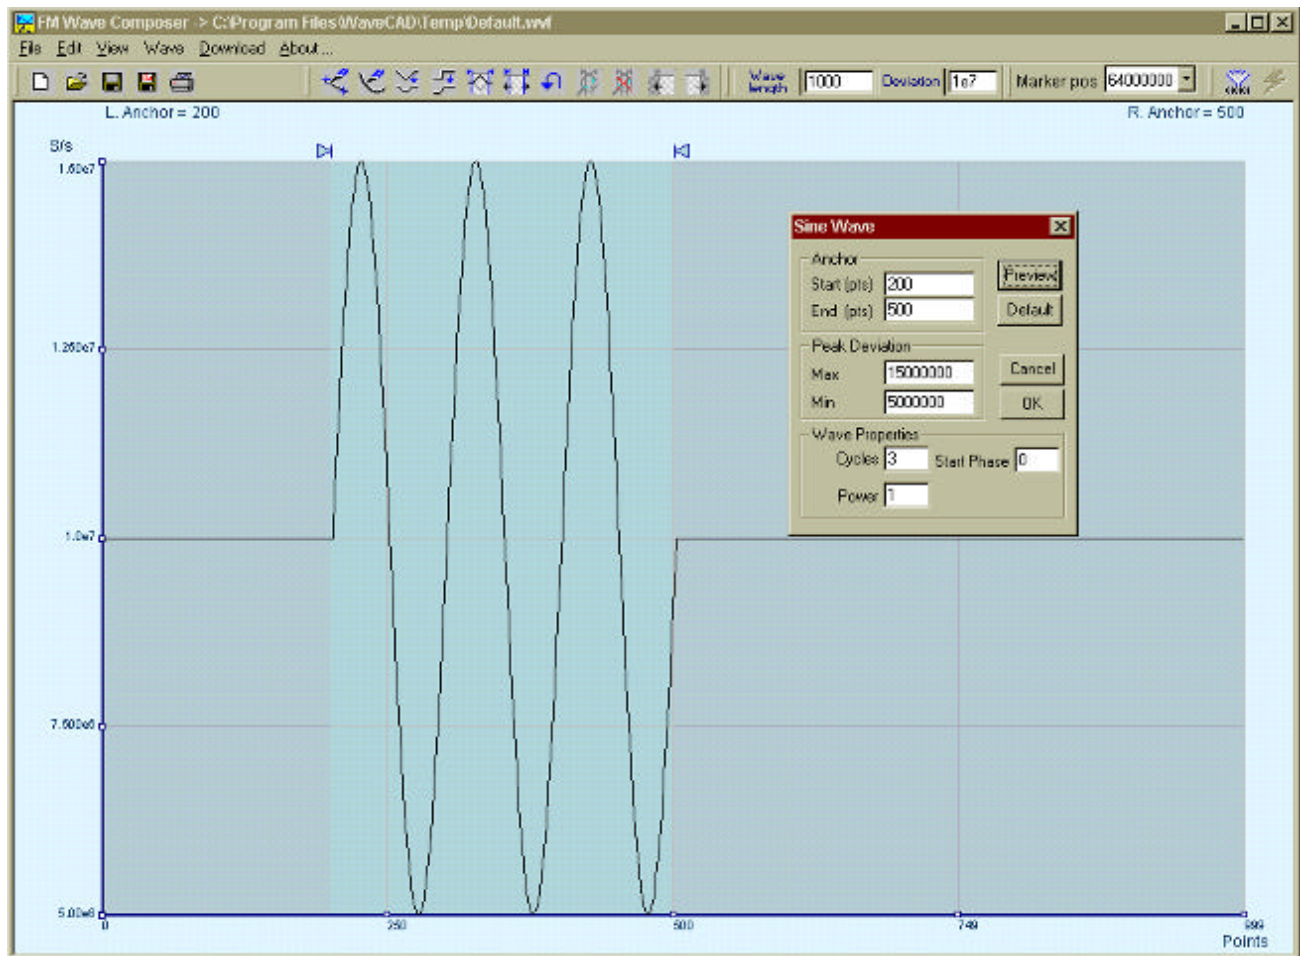 FM Wave Composer -> C:\Program Files\WaveCAD\Temp\Default.wvf
File Edit View Wave Download About...
Wave length 1000 Deviation 1e7 Marker pos 64000000
L. Anchor = 200 R. Anchor = 500
S/s
1.50e7
1.250e7
1.0e7
7.500e6
5.00e6
0 250 500 749 999
Points
Sine Wave
Anchor
Start (pts) 200
End (pts) 500
Preview
Default
Peak Deviation
Max 15000000
Min 5000000
Cancel
OK
Wave Properties
Cycles 3 Start Phase 0
Power 1